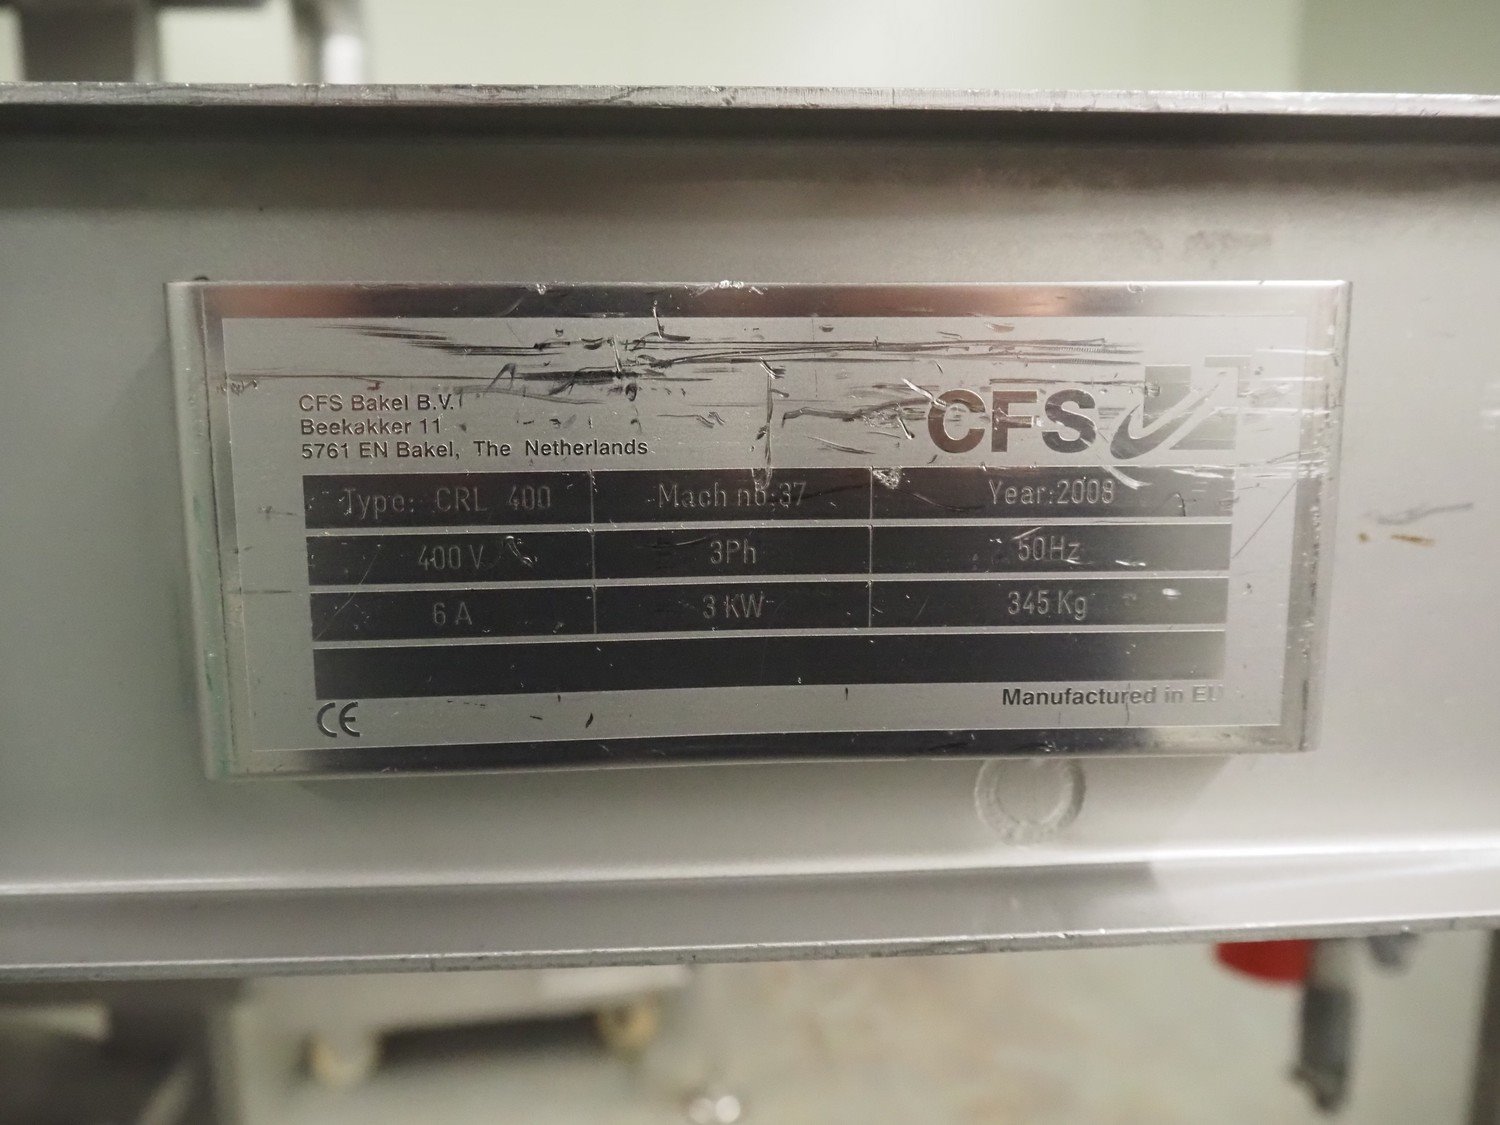 CFS Bakel B.V.
Beekakker 11
5761 EN Bakel, The Netherlands
CFS
Type: CRL 400 Mach no:37 Year:2008
400 V 3Ph 50Hz
6 A 3 KW 345 Kg
CE
Manufactured in EU